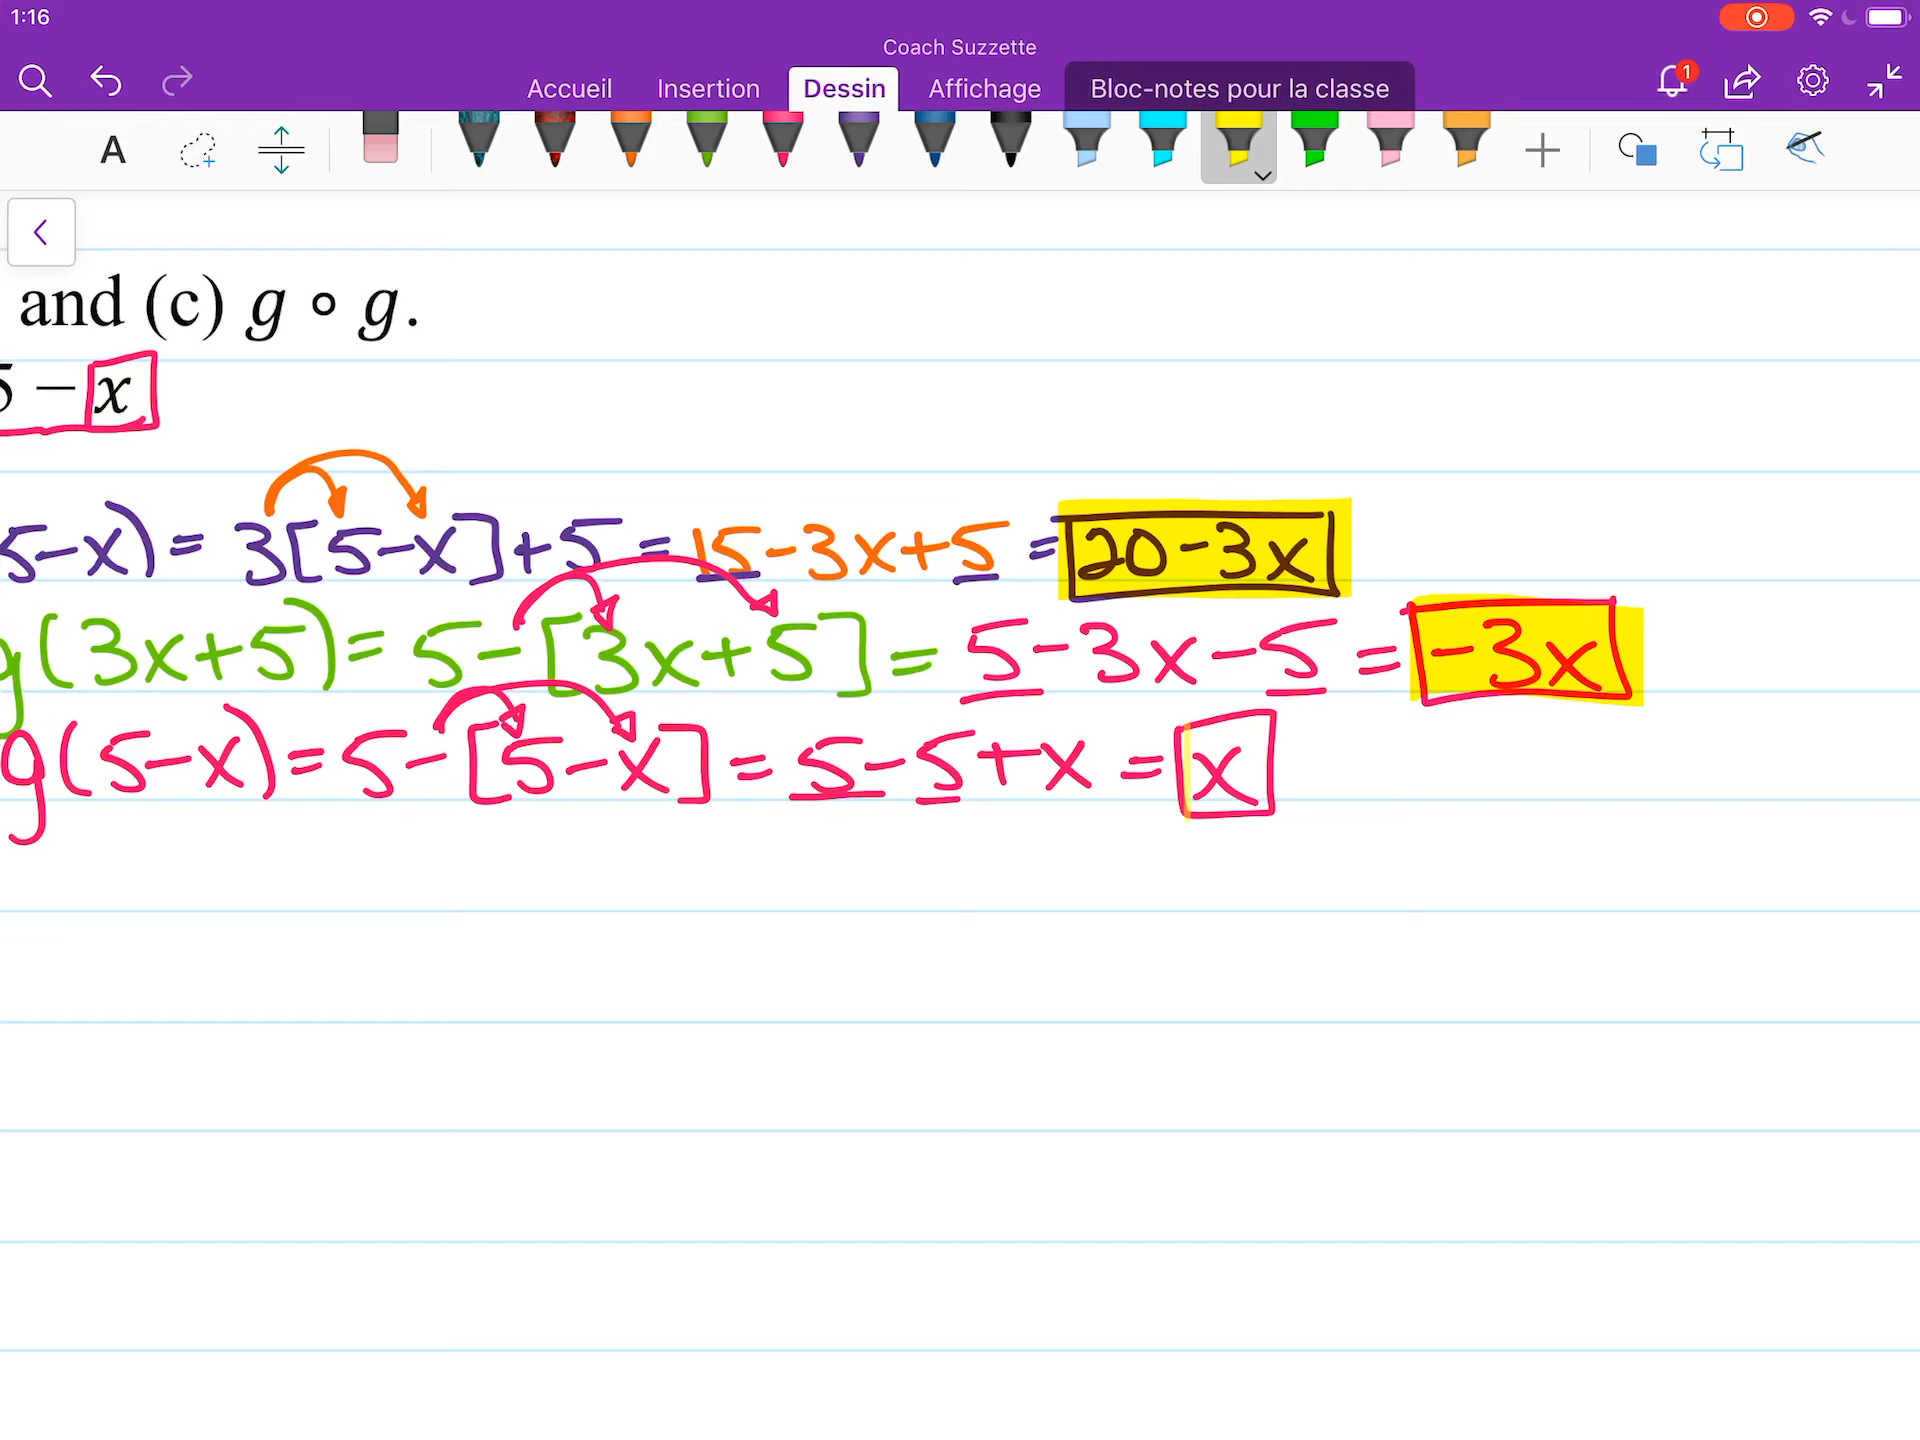 1:16
Coach Suzzette
Accueil Insertion Dessin Affichage Bloc-notes pour la classe 1
A
and (c) g ∘ g.
5 − x
5-x) = 3[5-x]+5 = 15-3x+5 = 20-3x
g(3x+5) = 5-[3x+5] = 5-3x-5 = -3x
g(5-x) = 5-[5-x] = 5-5+x = x